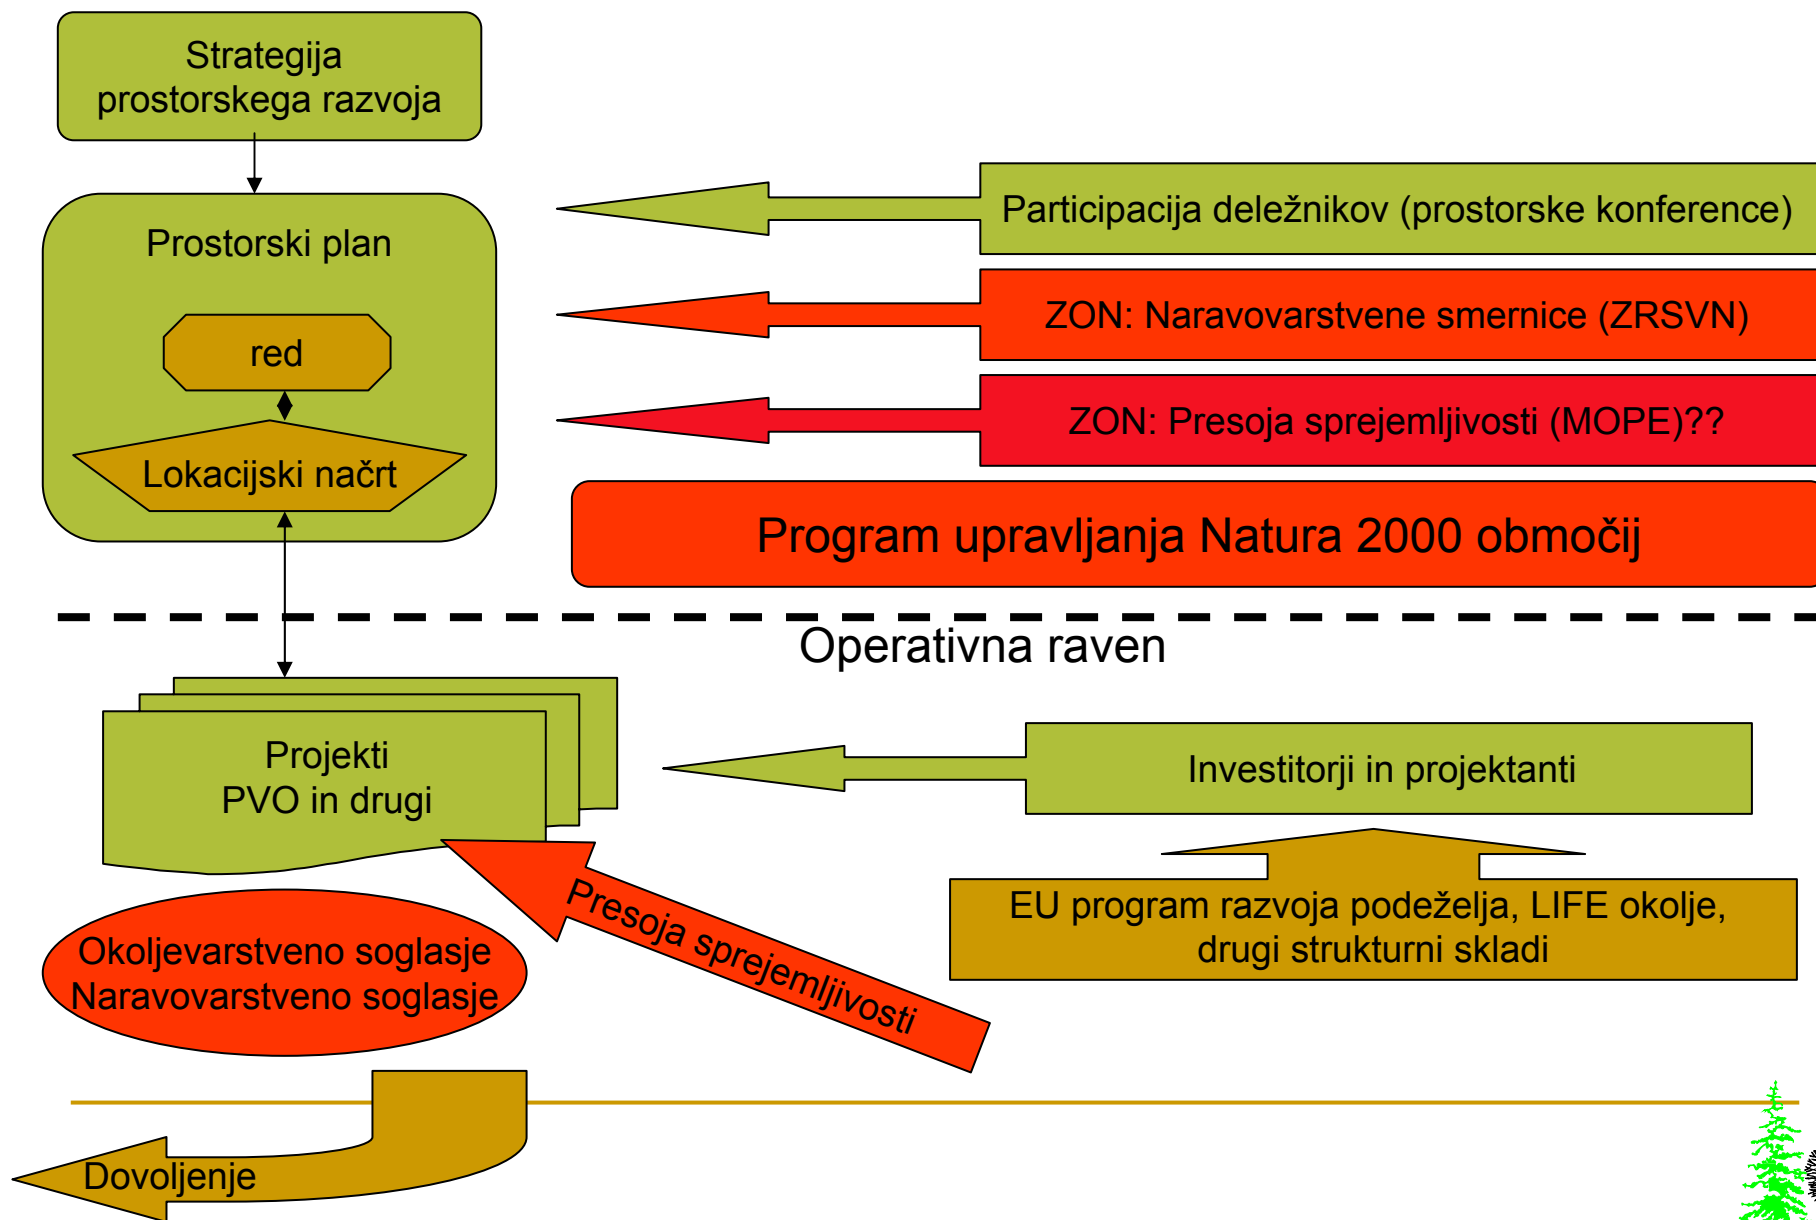 Strategija
prostorskega razvoja
Prostorski plan
red
Lokacijski načrt
Participacija deležnikov (prostorske konference)
ZON: Naravovarstvene smernice (ZRSVN)
ZON: Presoja sprejemljivosti (MOPE)??
Program upravljanja Natura 2000 območij
Operativna raven
Projekti
PVO in drugi
Investitorji in projektanti
Presoja sprejemljivosti
EU program razvoja podeželja, LIFE okolje,
drugi strukturni skladi
Okoljevarstveno soglasje
Naravovarstveno soglasje
Dovoljenje